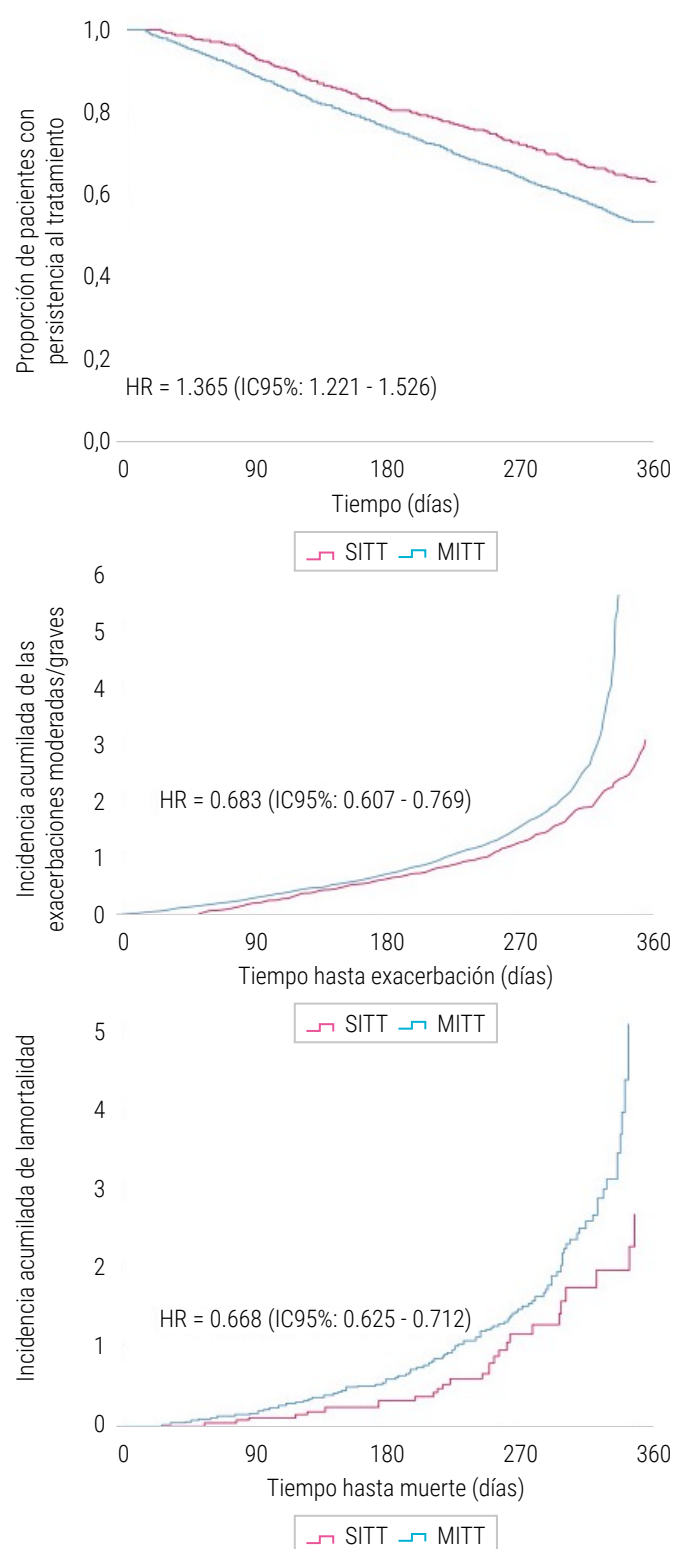 Proporción de pacientes con
persistencia al tratamiento
1,0
0,8
0,6
0,4
0,2
0,0
HR = 1.365 (IC95%: 1.221 - 1.526)
0 90 180 270 360
Tiempo (días)
SITT MITT
Incidencia acumilada de las
exacerbaciones moderadas/graves
6
5
4
3
2
1
0
HR = 0.683 (IC95%: 0.607 - 0.769)
0 90 180 270 360
Tiempo hasta exacerbación (días)
SITT MITT
Incidencia acumilada de lamortalidad
5
4
3
2
1
0
HR = 0.668 (IC95%: 0.625 - 0.712)
0 90 180 270 360
Tiempo hasta muerte (días)
SITT MITT